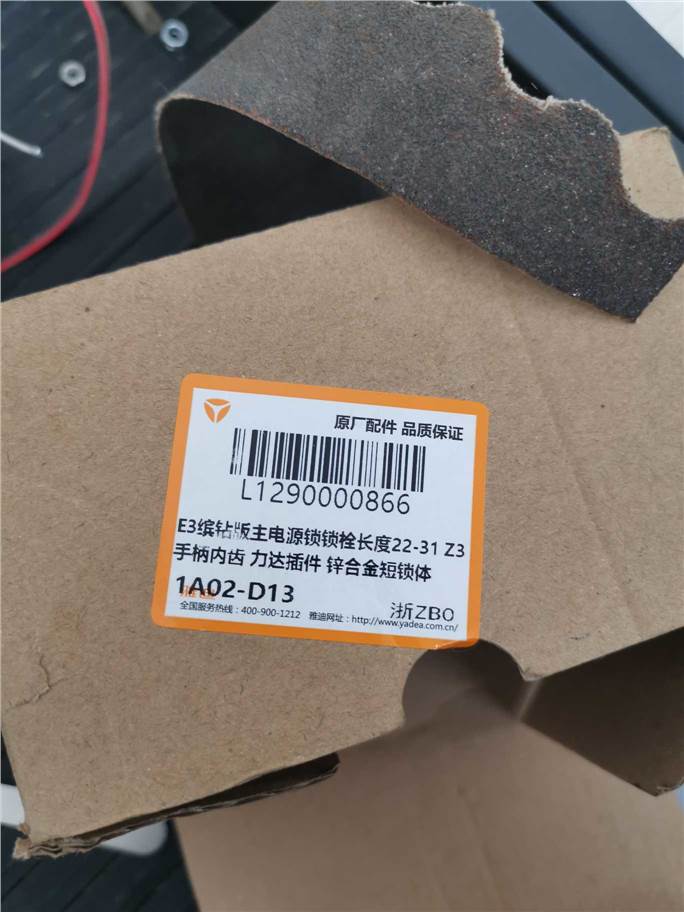 原厂配件 品质保证
L1290000866
E3缤钻版主电源锁锁栓长度22-31 Z3
手柄内齿 力达插件 锌合金短锁体
1A02-D13
雅迪
浙ZB0
全国服务热线：400-900-1212 雅迪网址：http://www.yadea.com.cn/